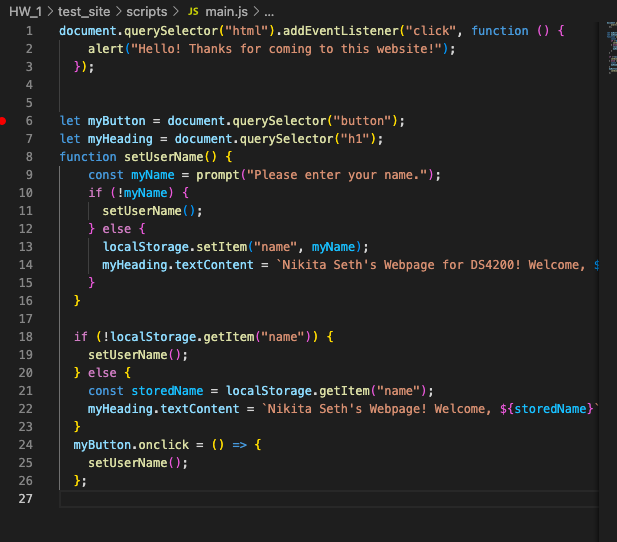 HW_1 > test_site > scripts > JS main.js > ...
1 document.querySelector("html").addEventListener("click", function () {
2 alert("Hello! Thanks for coming to this website!");
3 });
4
5
6 let myButton = document.querySelector("button");
7 let myHeading = document.querySelector("h1");
8 function setUserName() {
9 const myName = prompt("Please enter your name.");
10 if (!myName) {
11 setUserName();
12 } else {
13 localStorage.setItem("name", myName);
14 myHeading.textContent = `Nikita Seth's Webpage for DS4200! Welcome, $
15 }
16 }
17
18 if (!localStorage.getItem("name")) {
19 setUserName();
20 } else {
21 const storedName = localStorage.getItem("name");
22 myHeading.textContent = `Nikita Seth's Webpage! Welcome, ${storedName}`
23 }
24 myButton.onclick = () => {
25 setUserName();
26 };
27